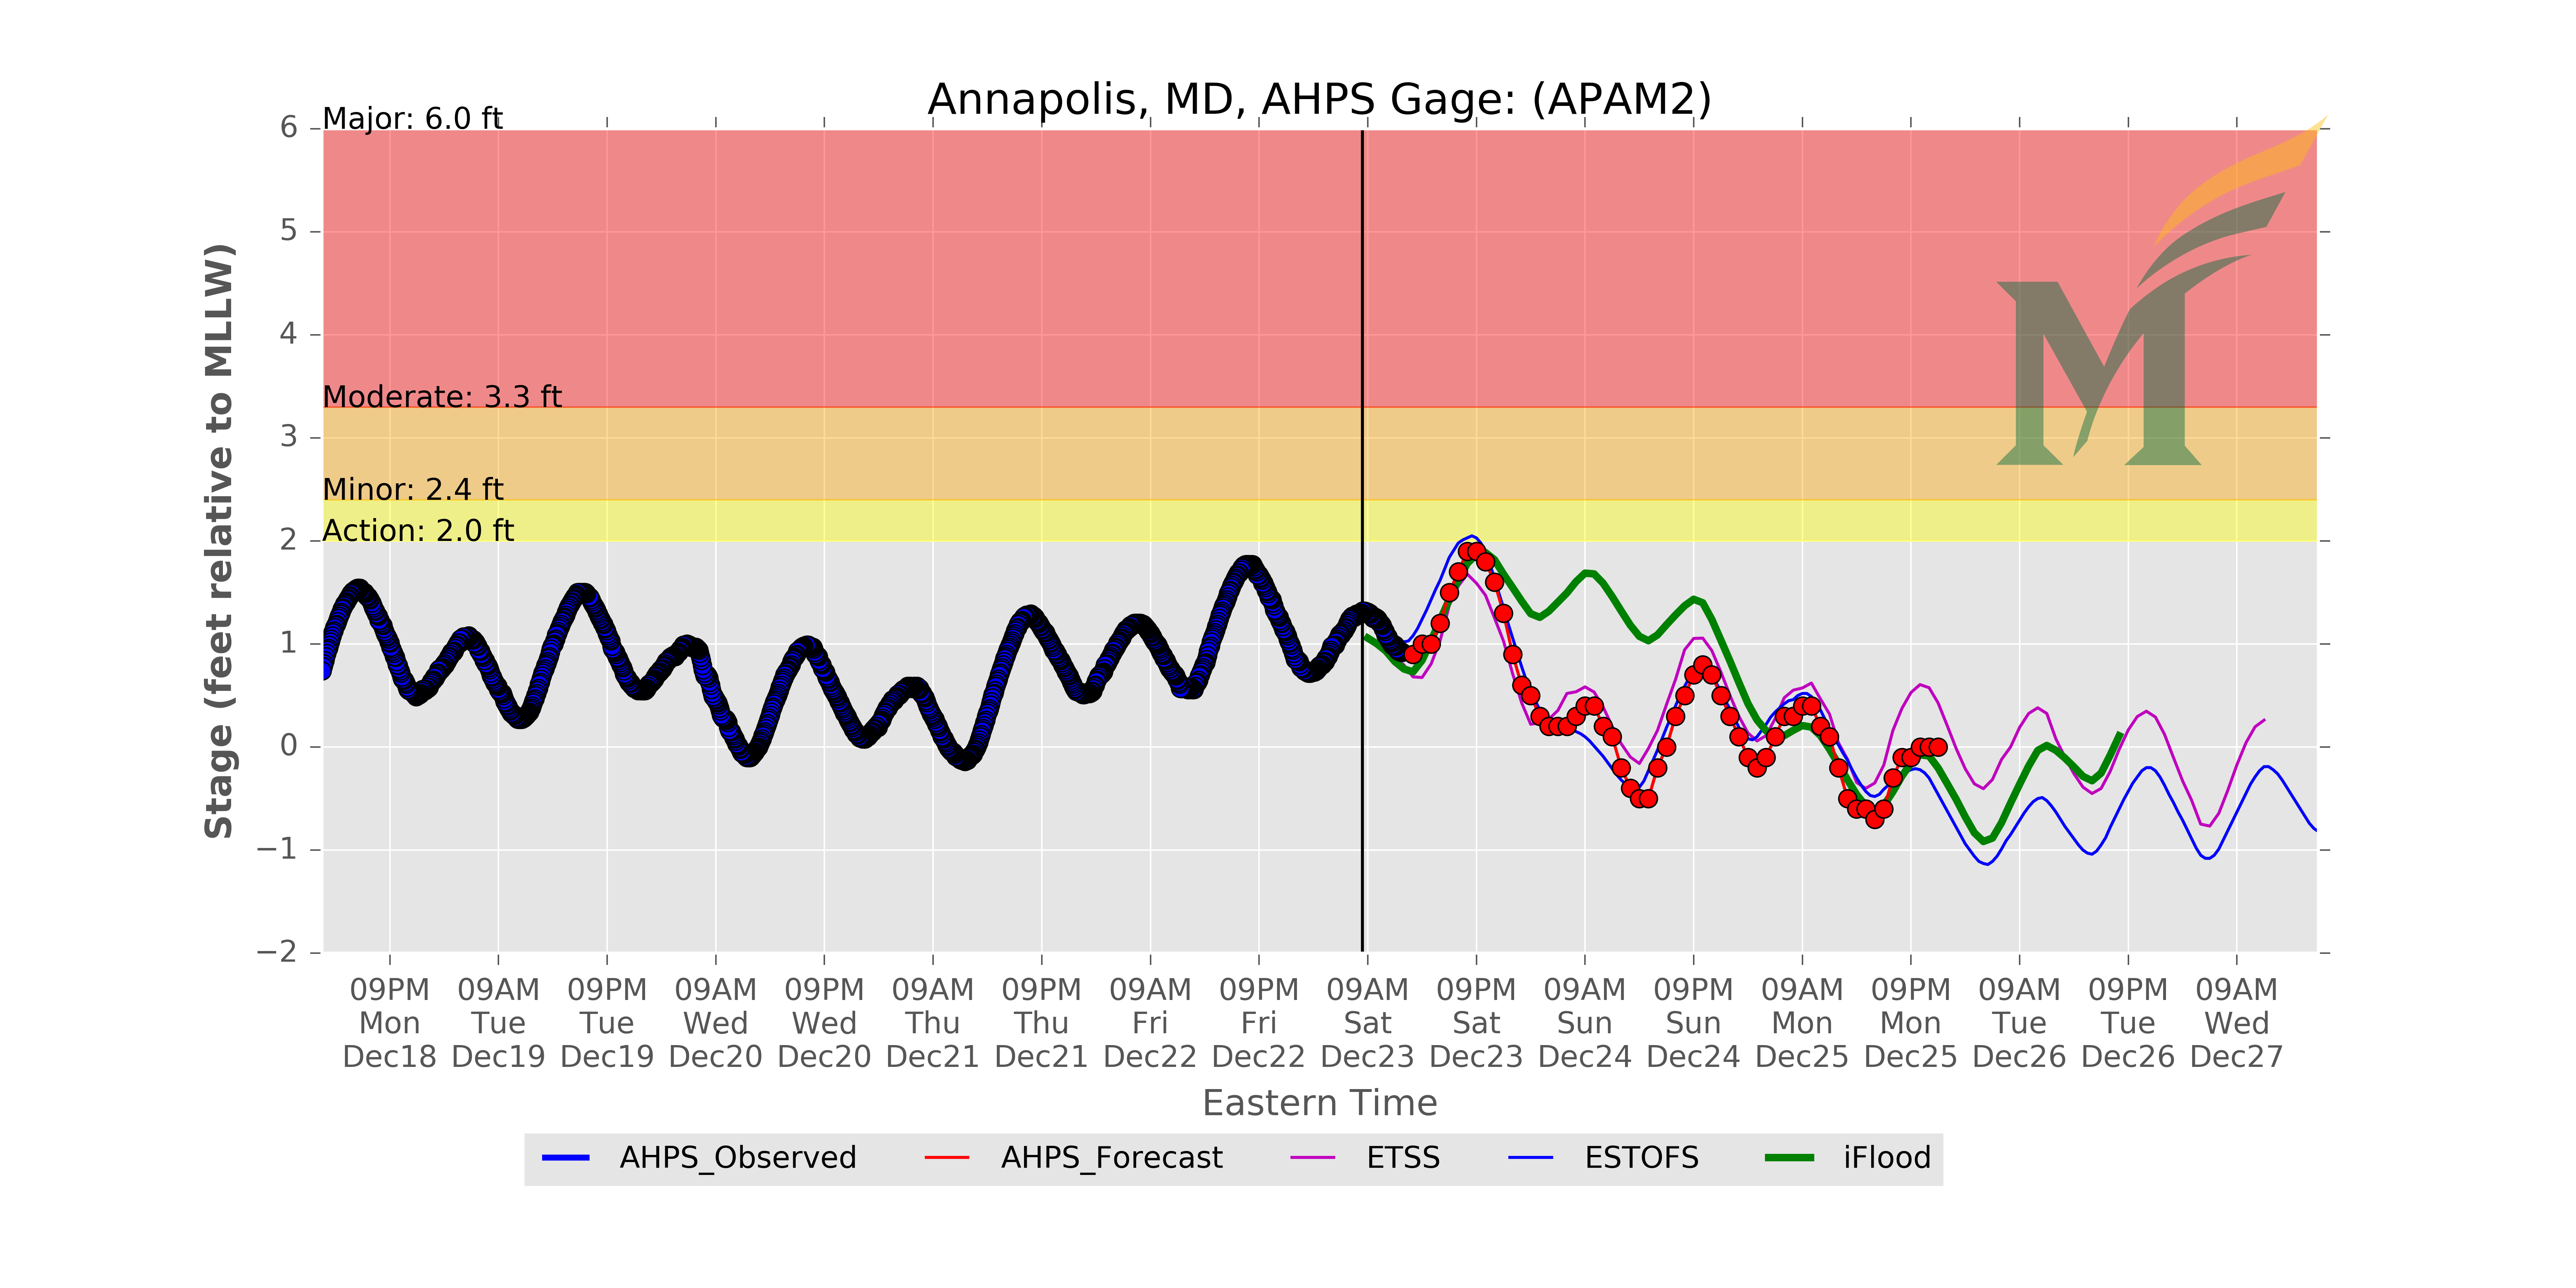 Annapolis, MD, AHPS Gage: (APAM2)
Major: 6.0 ft
Moderate: 3.3 ft
Minor: 2.4 ft
Action: 2.0 ft
Stage (feet relative to MLLW)
6
5
4
3
2
1
0
−1
−2
09PM 09AM 09PM 09AM 09PM 09AM 09PM 09AM 09PM 09AM 09PM 09AM 09PM 09AM 09PM 09AM 09PM 09AM
Mon Tue Tue Wed Wed Thu Thu Fri Fri Sat Sat Sun Sun Mon Mon Tue Tue Wed
Dec18 Dec19 Dec19 Dec20 Dec20 Dec21 Dec21 Dec22 Dec22 Dec23 Dec23 Dec24 Dec24 Dec25 Dec25 Dec26 Dec26 Dec27
Eastern Time
AHPS_Observed AHPS_Forecast ETSS ESTOFS iFlood
M